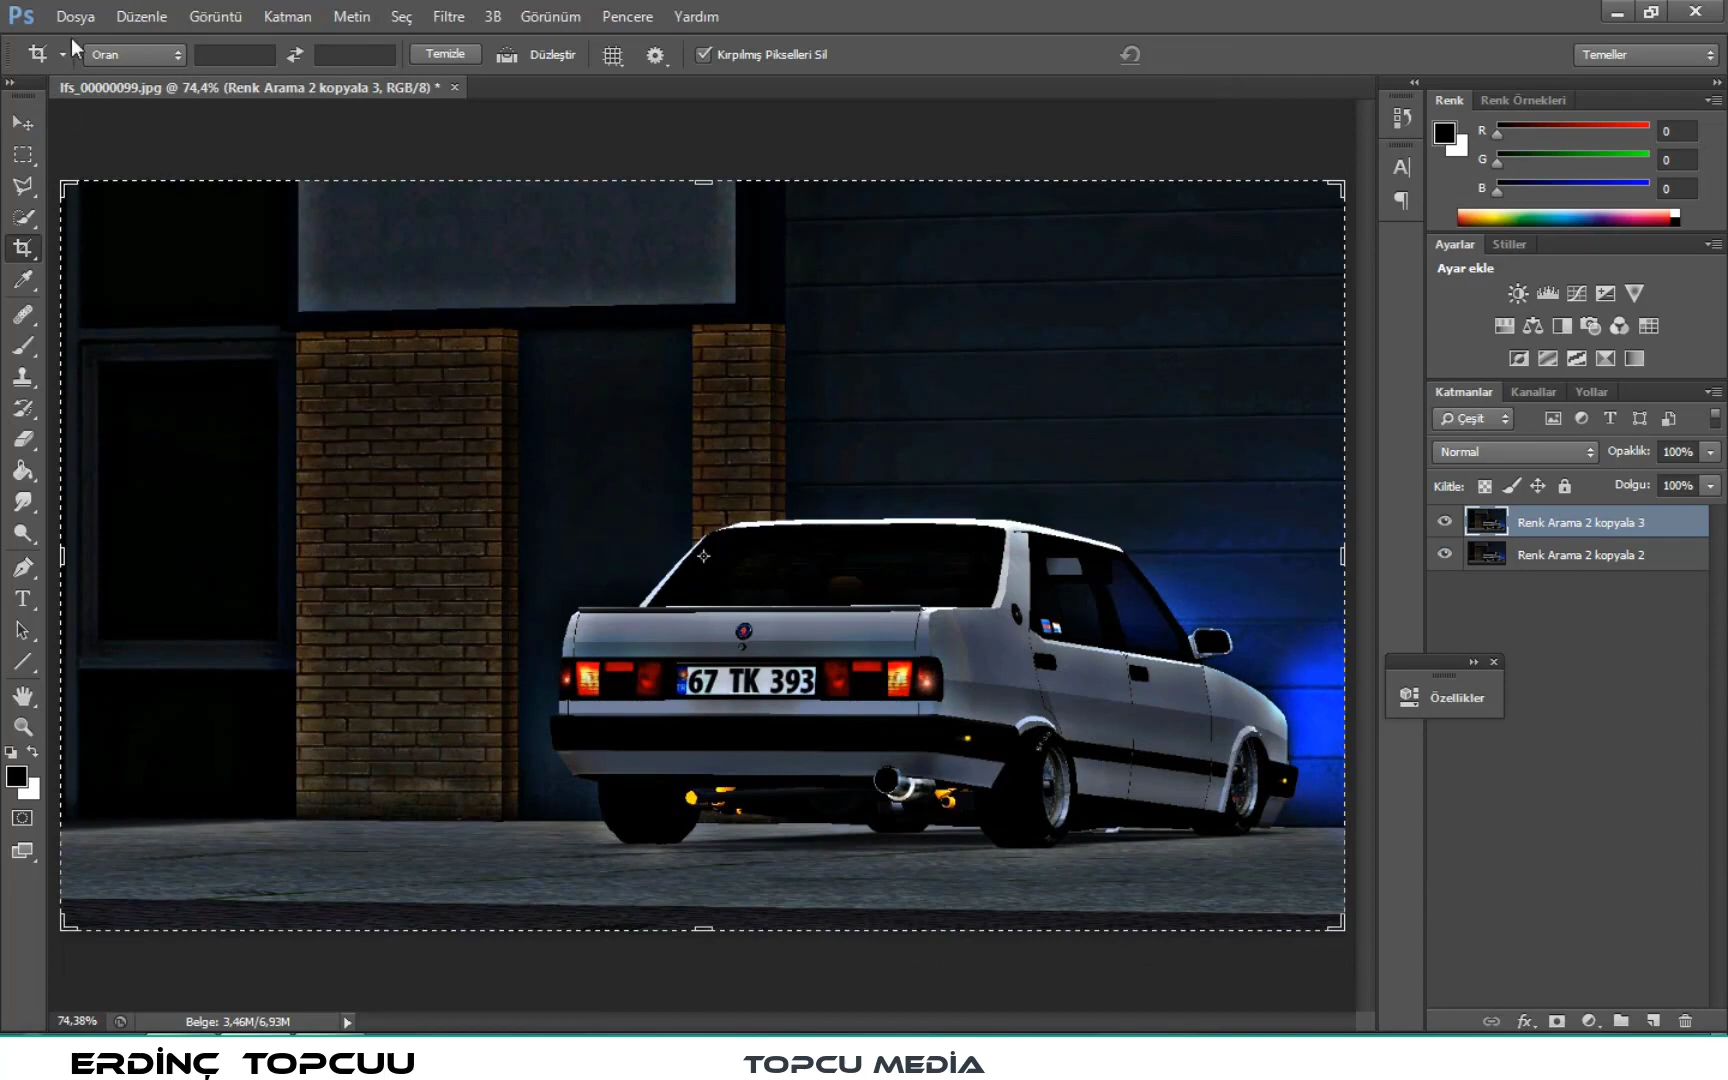 Ps Dosya Düzenle Görüntü Katman Metin Seç Filtre 3B Görünüm Pencere Yardım
Oran Temizle Düzleştir Kırpılmış Pikselleri Sil Temeller
lfs_00000099.jpg @ 74,4% (Renk Arama 2 kopyala 3, RGB/8) *
Renk Renk Örnekleri
R 0
G 0
B 0
Ayarlar Stiller
Ayar ekle
Katmanlar Kanallar Yollar
Çeşit
Normal Opaklık: 100%
Kilitle: Dolgu: 100%
Renk Arama 2 kopyala 3
Renk Arama 2 kopyala 2
Özellikler
67 TK 393
74,38% Belge: 3,46M/6,93M
ERDİNÇ TOPCUU
TOPCU MEDİA